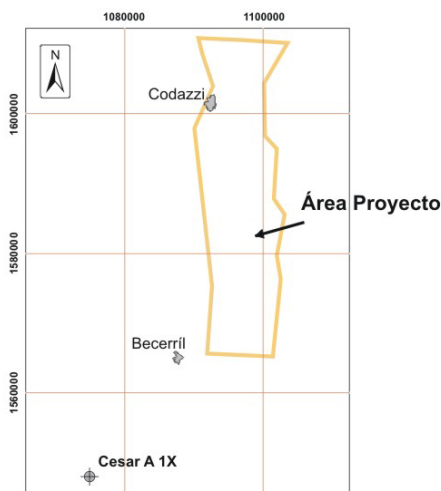 1080000
1100000
N
Codazzi
1600000
Área Proyecto
1580000
Becerríl
1560000
Cesar A 1X